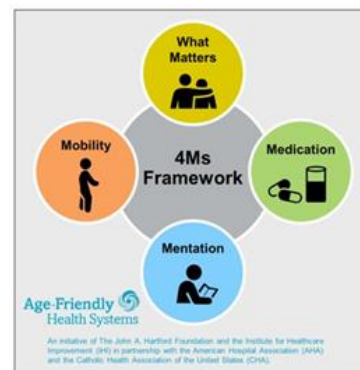 What
Matters
Mobility
4Ms
Framework
Medication
Mentation
Age-Friendly
Health Systems
An initiative of The John A. Hartford Foundation and the Institute for Healthcare
Improvement (IHI) in partnership with the American Hospital Association (AHA)
and the Catholic Health Association of the United States (CHA).